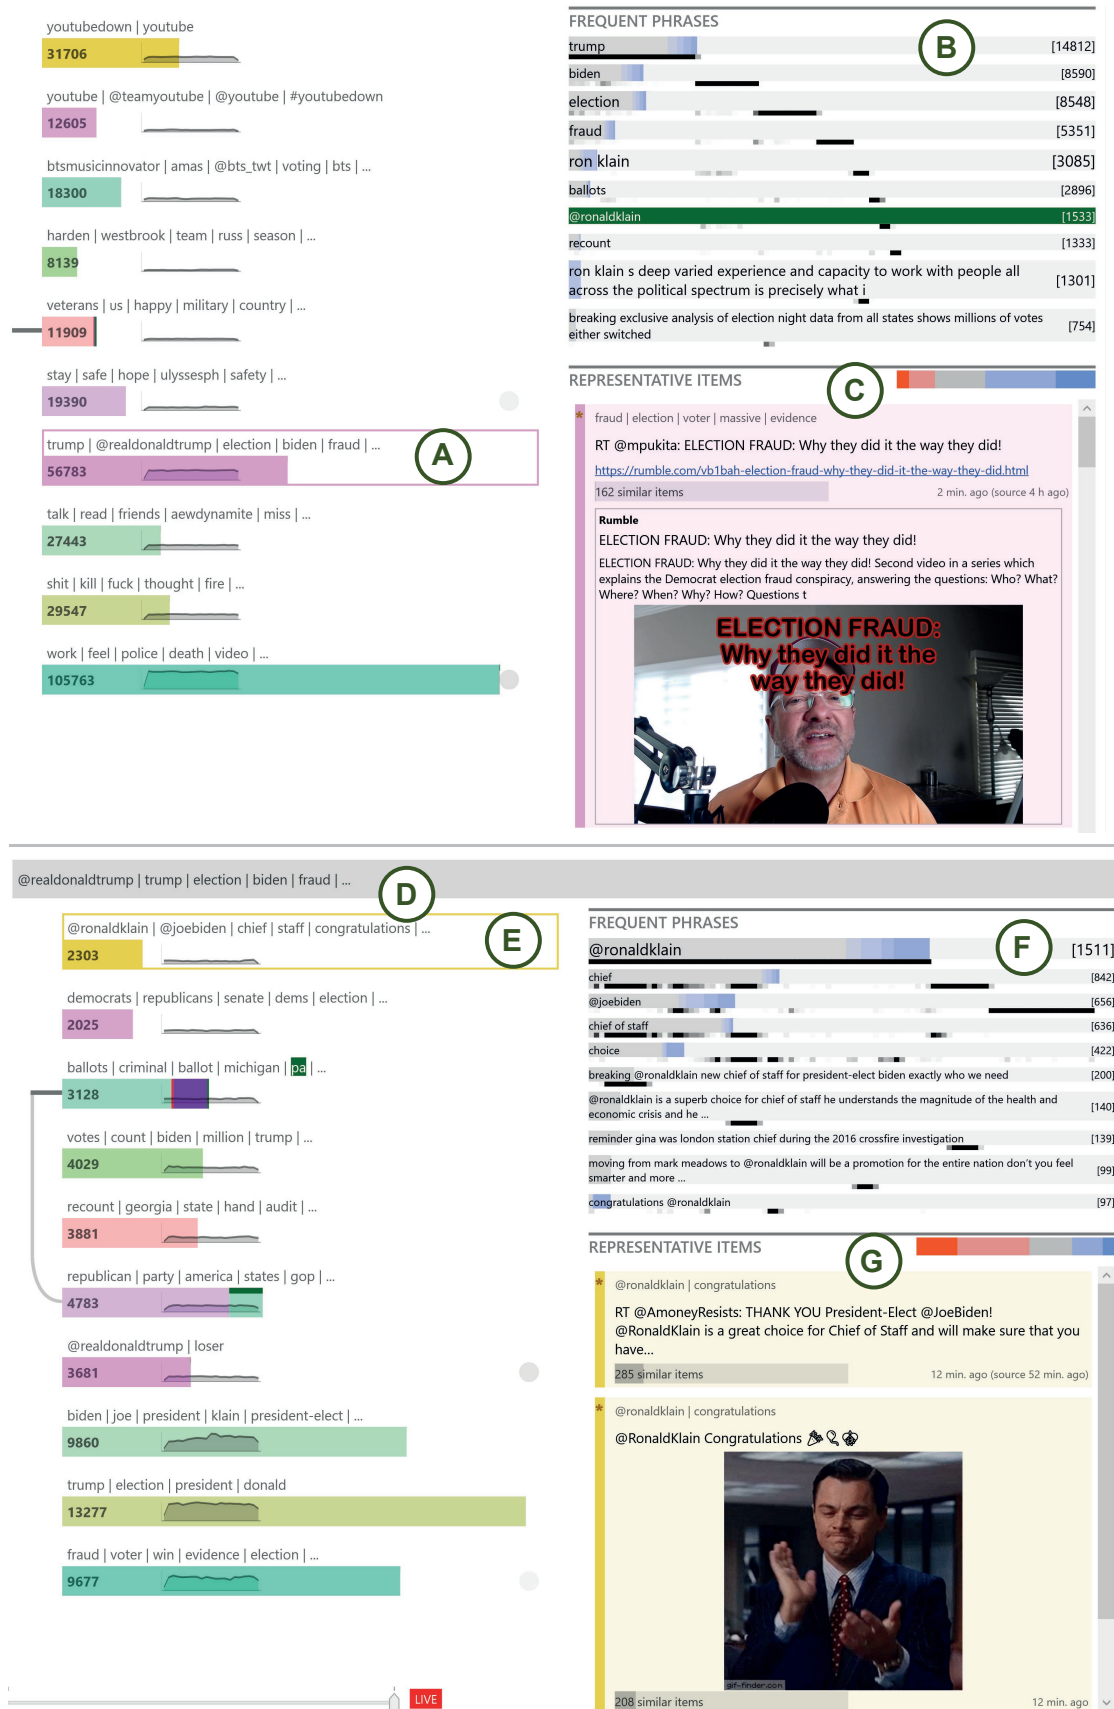 youtubedown | youtube
31706
youtube | @teamyoutube | @youtube | #youtubedown
12605
btsmusicinnovator | amas | @bts_twt | voting | bts | ...
18300
harden | westbrook | team | russ | season | ...
8139
veterans | us | happy | military | country | ...
11909
stay | safe | hope | ulyssesph | safety | ...
19390
trump | @realdonaldtrump | election | biden | fraud | ...
56783
A
talk | read | friends | aewdynamite | miss | ...
27443
shit | kill | fuck | thought | fire | ...
29547
work | feel | police | death | video | ...
105763
FREQUENT PHRASES
B
trump [14812]
biden [8590]
election [8548]
fraud [5351]
ron klain [3085]
ballots [2896]
@ronaldklain [1533]
recount [1333]
ron klain s deep varied experience and capacity to work with people all
across the political spectrum is precisely what i [1301]
breaking exclusive analysis of election night data from all states shows millions of votes
either switched [754]
REPRESENTATIVE ITEMS
C
* fraud | election | voter | massive | evidence
RT @mpukita: ELECTION FRAUD: Why they did it the way they did!
https://rumble.com/vb1bah-election-fraud-why-they-did-it-the-way-they-did.html
162 similar items 2 min. ago (source 4 h ago)
Rumble
ELECTION FRAUD: Why they did it the way they did!
ELECTION FRAUD: Why they did it the way they did! Second video in a series which
explains the Democrat election fraud conspiracy, answering the questions: Who? What?
Where? When? Why? How? Questions t
ELECTION FRAUD:
Why they did it the
way they did!
@realdonaldtrump | trump | election | biden | fraud | ...
D
@ronaldklain | @joebiden | chief | staff | congratulations | ...
2303
E
democrats | republicans | senate | dems | election | ...
2025
ballots | criminal | ballot | michigan | pa | ...
3128
votes | count | biden | million | trump | ...
4029
recount | georgia | state | hand | audit | ...
3881
republican | party | america | states | gop | ...
4783
@realdonaldtrump | loser
3681
biden | joe | president | klain | president-elect | ...
9860
trump | election | president | donald
13277
fraud | voter | win | evidence | election | ...
9677
LIVE
FREQUENT PHRASES
F
@ronaldklain [1511]
chief [842]
@joebiden [656]
chief of staff [636]
choice [422]
breaking @ronaldklain new chief of staff for president-elect biden exactly who we need [200]
@ronaldklain is a superb choice for chief of staff he understands the magnitude of the health and
economic crisis and he ... [140]
reminder gina was london station chief during the 2016 crossfire investigation [139]
moving from mark meadows to @ronaldklain will be a promotion for the entire nation don't you feel
smarter and more ... [99]
congratulations @ronaldklain [97]
REPRESENTATIVE ITEMS
G
* @ronaldklain | congratulations
RT @AmoneyResists: THANK YOU President-Elect @JoeBiden!
@RonaldKlain is a great choice for Chief of Staff and will make sure that you
have...
285 similar items 12 min. ago (source 52 min. ago)
* @ronaldklain | congratulations
@RonaldKlain Congratulations
gif-finder.com
208 similar items 12 min. ago